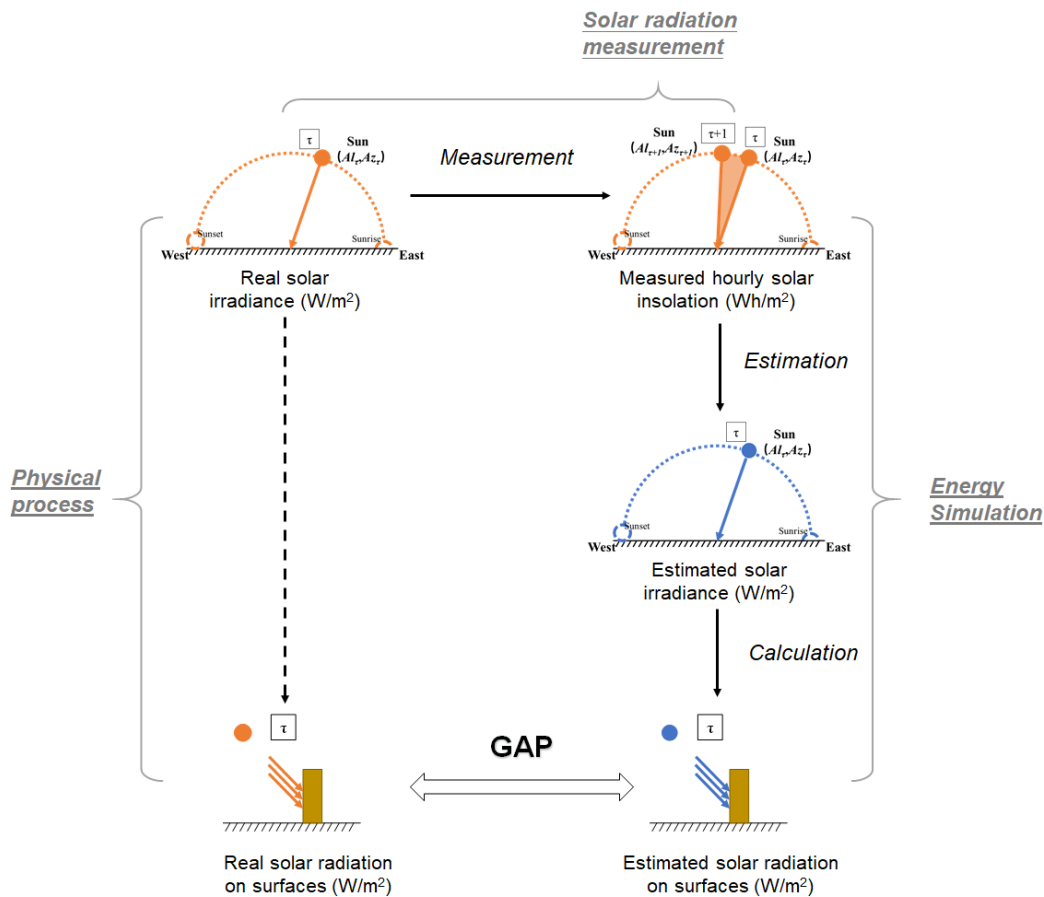 Solar radiation
measurement
τ
Sun
(Alτ,Azτ)
Measurement
Sun
(Alτ+1,Azτ+1)
τ+1
τ
Sun
(Alτ,Azτ)
Sunset
Sunrise
West
East
Sunset
Sunrise
West
East
Real solar
irradiance (W/m²)
Measured hourly solar
insolation (Wh/m²)
Estimation
τ
Sun
(Alτ,Azτ)
Physical
process
Energy
Simulation
Sunset
Sunrise
West
East
Estimated solar
irradiance (W/m²)
Calculation
τ
τ
GAP
Real solar radiation
on surfaces (W/m²)
Estimated solar radiation
on surfaces (W/m²)